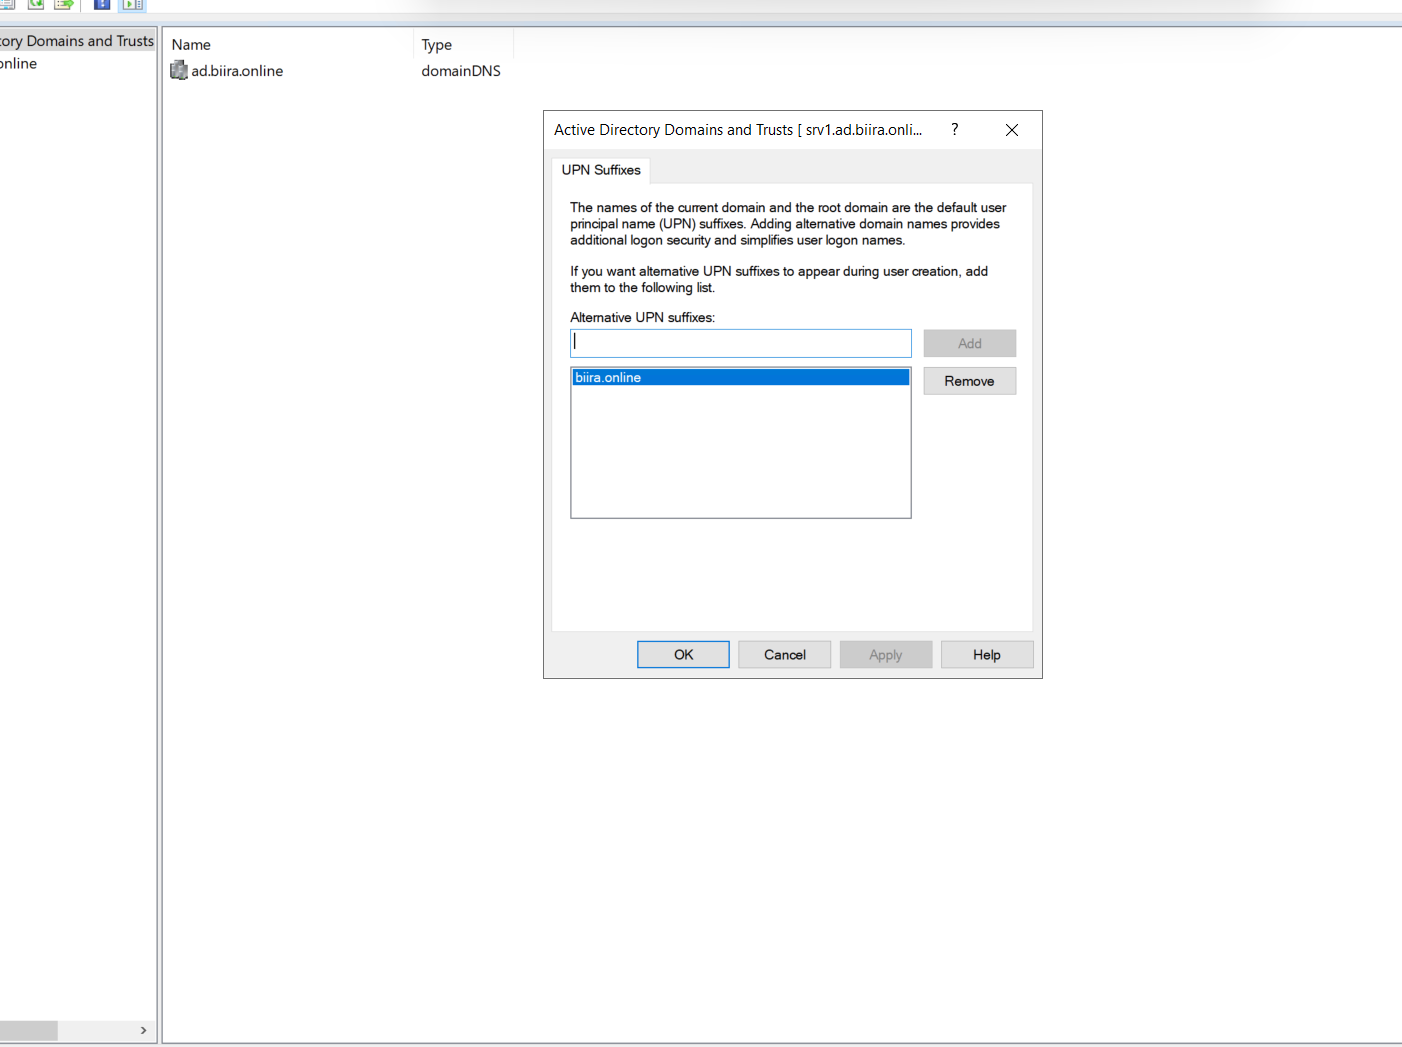 tory Domains and Trusts
online
Name Type
ad.biira.online domainDNS
Active Directory Domains and Trusts [ srv1.ad.biira.onli... ?
UPN Suffixes
The names of the current domain and the root domain are the default user
principal name (UPN) suffixes. Adding alternative domain names provides
additional logon security and simplifies user logon names.
If you want alternative UPN suffixes to appear during user creation, add
them to the following list.
Alternative UPN suffixes:
Add
biira.online
Remove
OK Cancel Apply Help